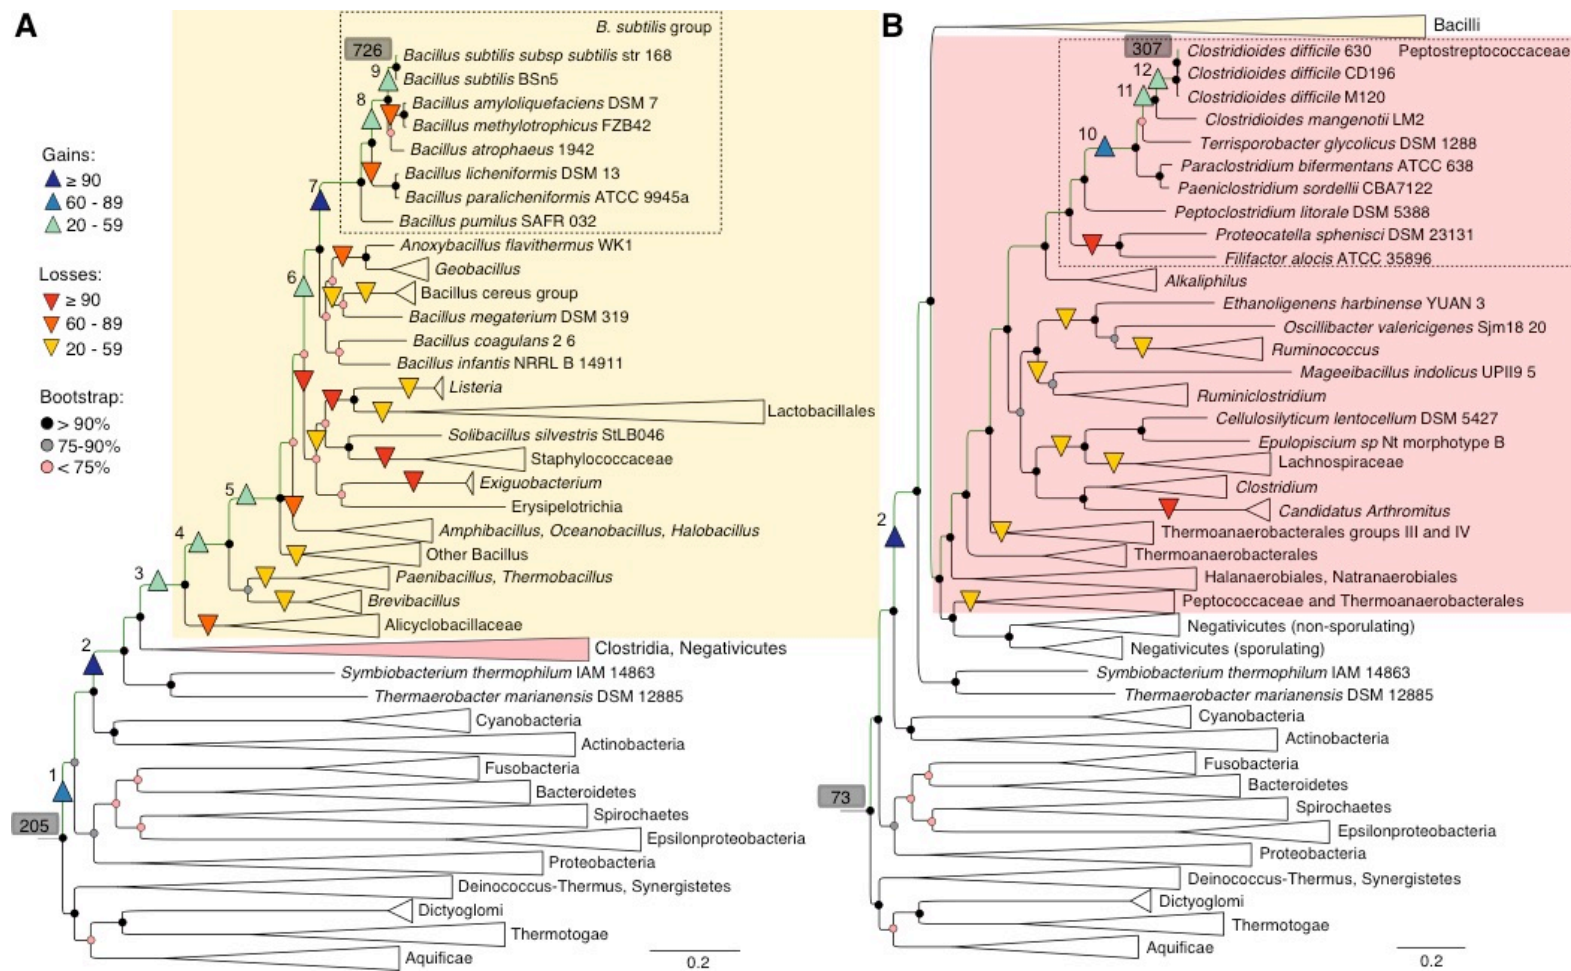 A
B. subtilis group
726
Bacillus subtilis subsp subtilis str 168
9
Bacillus subtilis BSn5
8
Bacillus amyloliquefaciens DSM 7
Bacillus methylotrophicus FZB42
Bacillus atrophaeus 1942
Bacillus licheniformis DSM 13
7
Bacillus paralicheniformis ATCC 9945a
Bacillus pumilus SAFR 032
Anoxybacillus flavithermus WK1
Geobacillus
6
Bacillus cereus group
Bacillus megaterium DSM 319
Bacillus coagulans 2 6
Bacillus infantis NRRL B 14911
Listeria
Lactobacillales
Solibacillus silvestris StLB046
Staphylococcaceae
Exiguobacterium
5
Erysipelotrichia
Amphibacillus, Oceanobacillus, Halobacillus
4
Other Bacillus
3
Paenibacillus, Thermobacillus
Brevibacillus
Alicyclobacillaceae
2
Clostridia, Negativicutes
Symbiobacterium thermophilum IAM 14863
Thermaerobacter marianensis DSM 12885
Cyanobacteria
Actinobacteria
1
Fusobacteria
Bacteroidetes
205
Spirochaetes
Epsilonproteobacteria
Proteobacteria
Deinococcus-Thermus, Synergistetes
Dictyoglomi
Thermotogae
Aquificae
0.2
Gains:
≥ 90
60 - 89
20 - 59
Losses:
≥ 90
60 - 89
20 - 59
Bootstrap:
> 90%
75-90%
< 75%
B
Bacilli
307
Clostridioides difficile 630
Peptostreptococcaceae
12
Clostridioides difficile CD196
11
Clostridioides difficile M120
Clostridioides mangenotii LM2
10
Terrisporobacter glycolicus DSM 1288
Paraclostridium bifermentans ATCC 638
Paeniclostridium sordellii CBA7122
Peptoclostridium litorale DSM 5388
Proteocatella sphenisci DSM 23131
Filifactor alocis ATCC 35896
Alkaliphilus
Ethanoligenens harbinense YUAN 3
Oscillibacter valericigenes Sjm18 20
Ruminococcus
Mageeibacillus indolicus UPII9 5
Ruminiclostridium
Cellulosilyticum lentocellum DSM 5427
Epulopiscium sp Nt morphotype B
Lachnospiraceae
Clostridium
Candidatus Arthromitus
2
Thermoanaerobacterales groups III and IV
Thermoanaerobacterales
Halanaerobiales, Natranaerobiales
Peptococcaceae and Thermoanaerobacterales
Negativicutes (non-sporulating)
Negativicutes (sporulating)
Symbiobacterium thermophilum IAM 14863
Thermaerobacter marianensis DSM 12885
Cyanobacteria
Actinobacteria
Fusobacteria
Bacteroidetes
73
Spirochaetes
Epsilonproteobacteria
Proteobacteria
Deinococcus-Thermus, Synergistetes
Dictyoglomi
Thermotogae
Aquificae
0.2